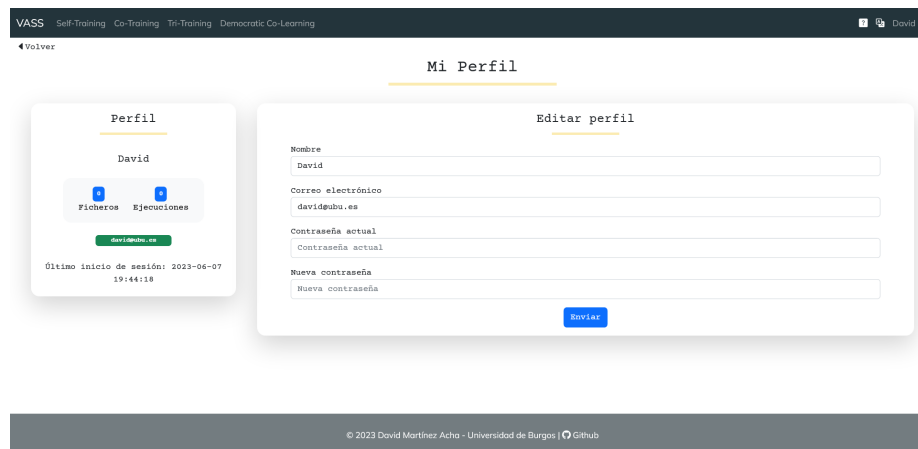 VASS Self-Training Co-Training Tri-Training Democratic Co-Learning David
Volver
Mi Perfil
Perfil
David
0 0
Ficheros Ejecuciones
david@ubu.es
Último inicio de sesión: 2023-06-07
19:44:18
Editar perfil
Nombre
David
Correo electrónico
david@ubu.es
Contraseña actual
Contraseña actual
Nueva contraseña
Nueva contraseña
Enviar
© 2023 David Martínez Acha - Universidad de Burgos | Github